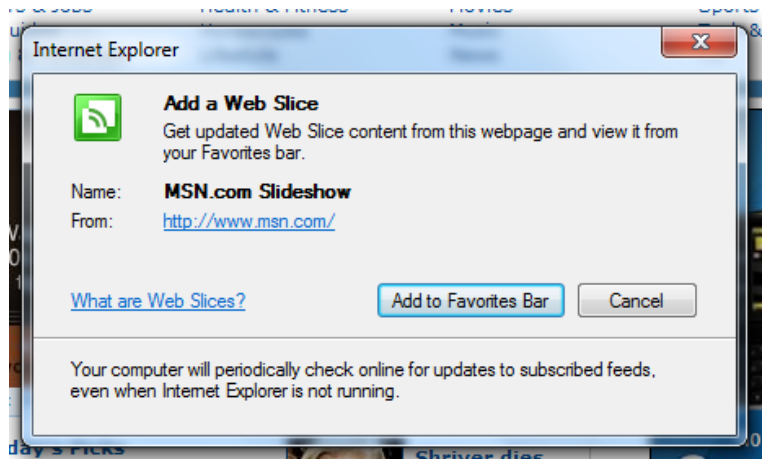 Internet Explorer
Add a Web Slice
Get updated Web Slice content from this webpage and view it from
your Favorites bar.
Name: MSN.com Slideshow
From: http://www.msn.com/
What are Web Slices? Add to Favorites Bar Cancel
Your computer will periodically check online for updates to subscribed feeds,
even when Internet Explorer is not running.
day's Picks
Shriver dies